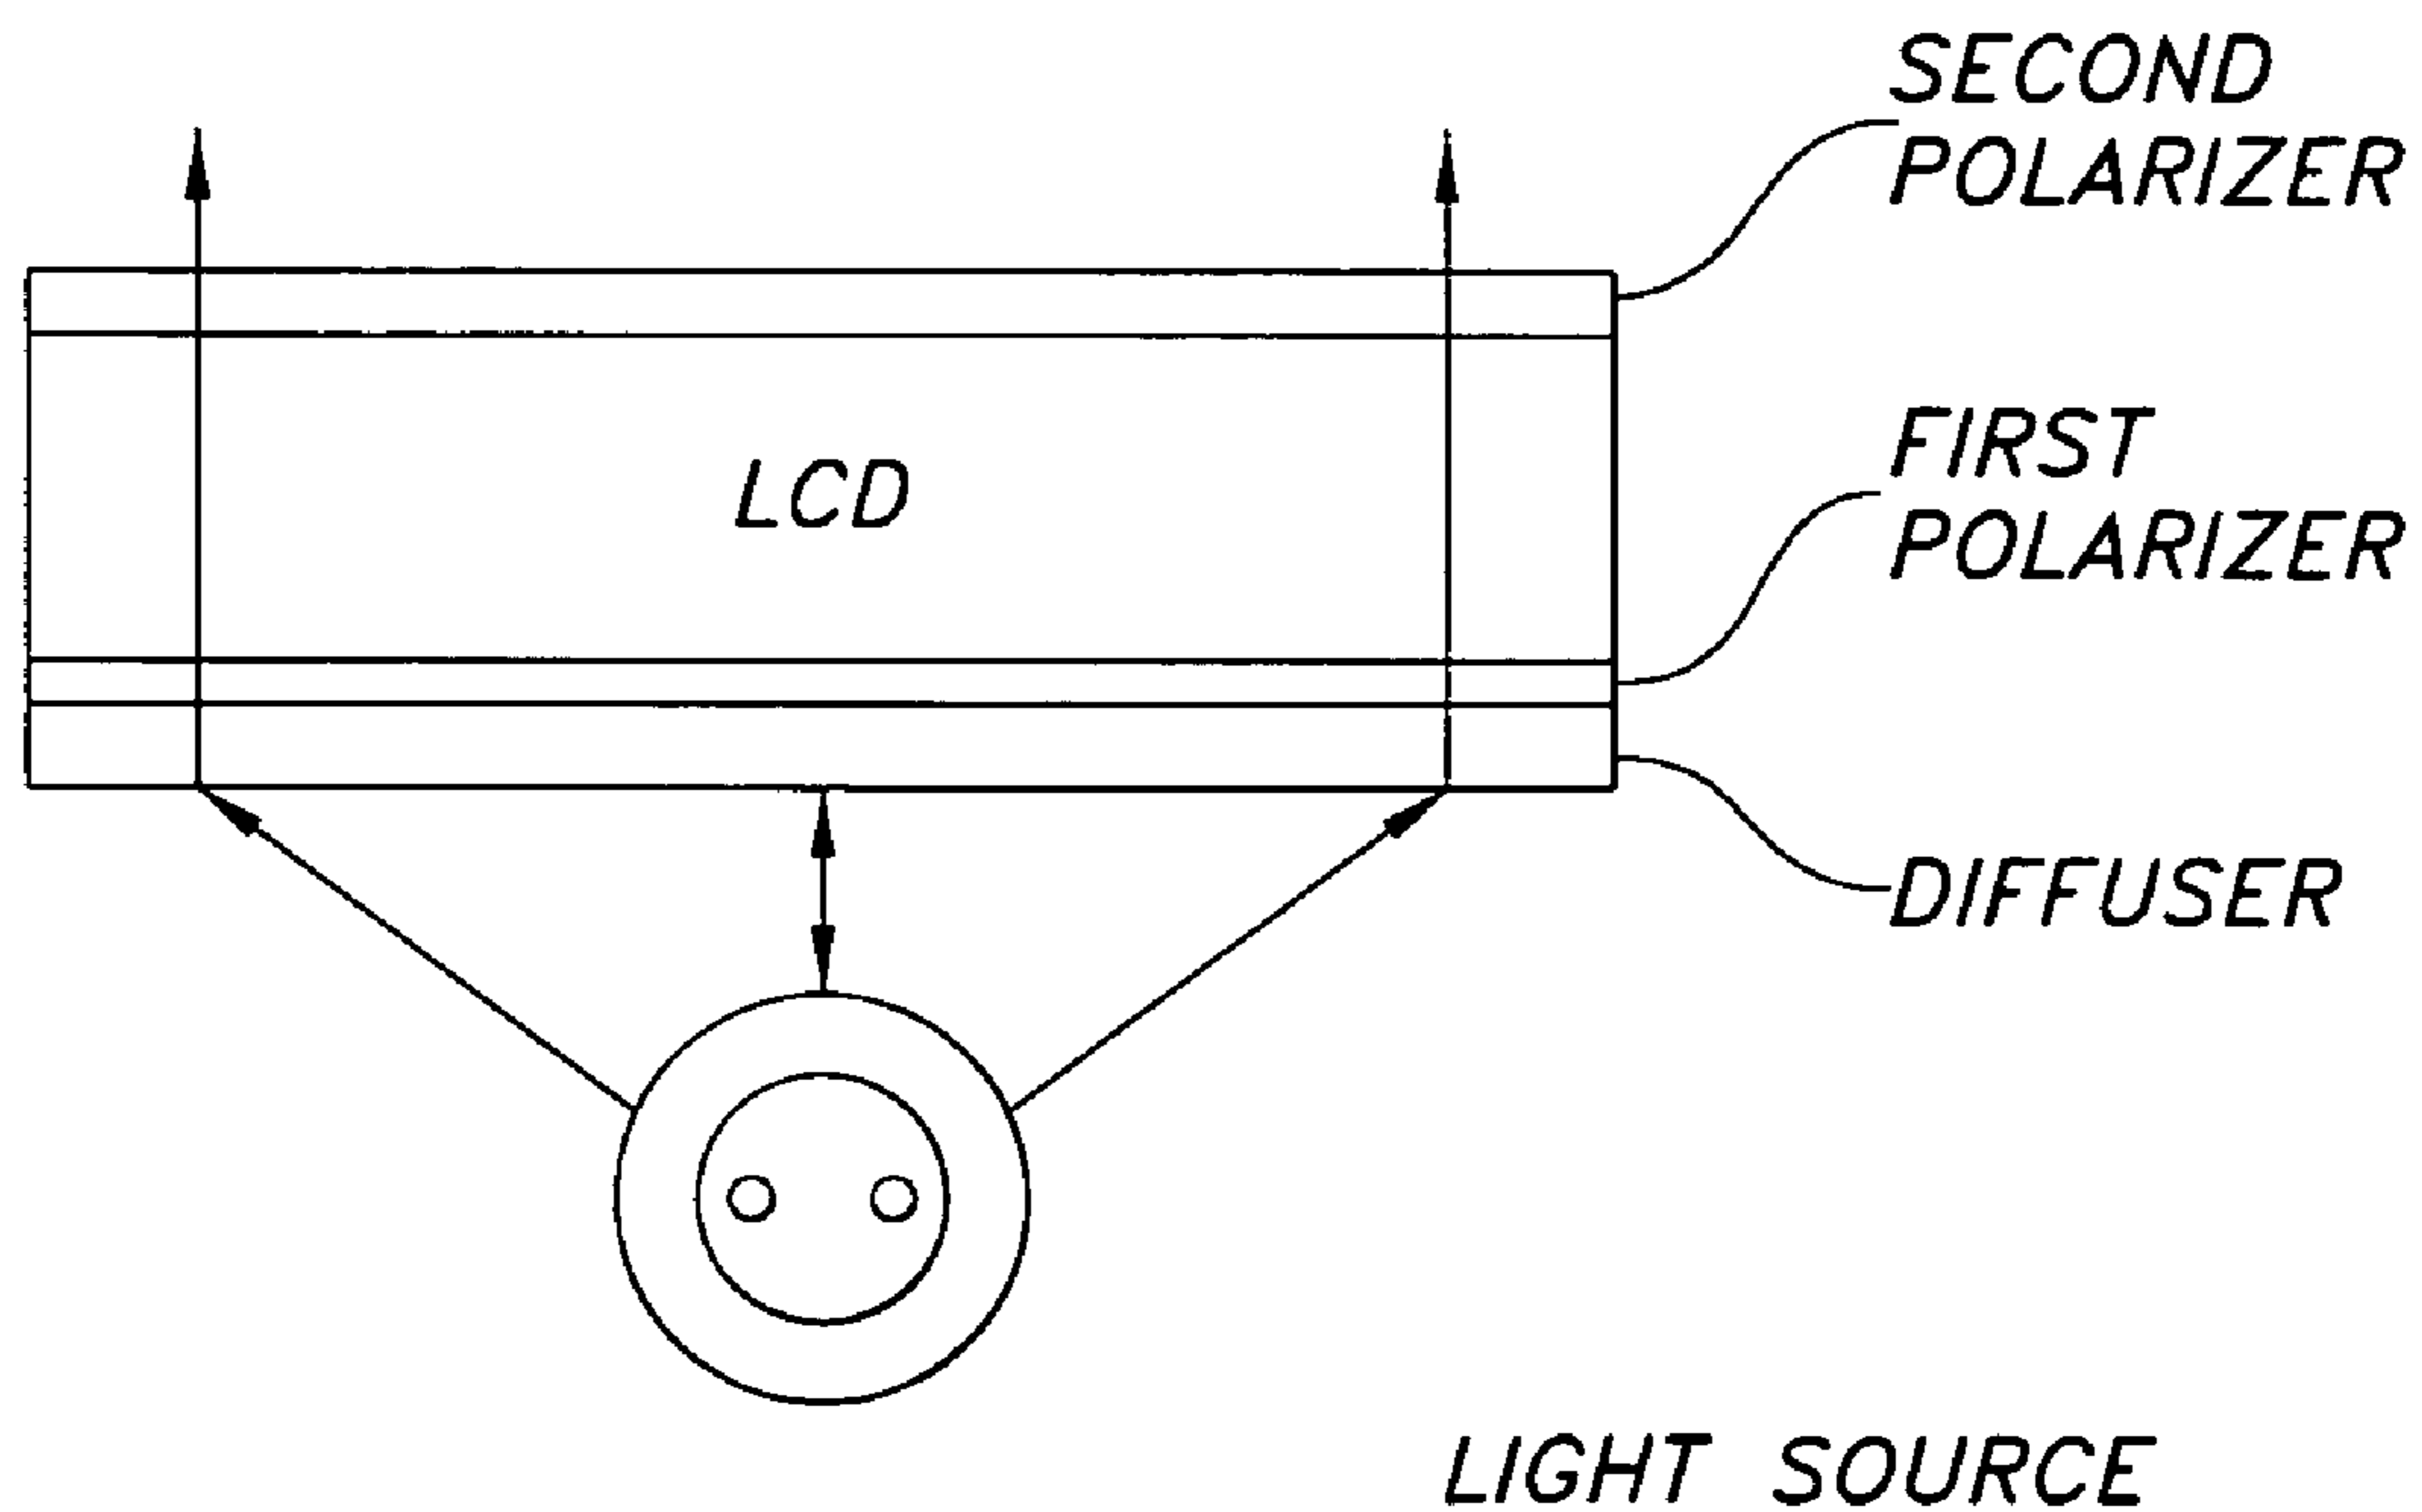 SECOND
POLARIZER
FIRST
POLARIZER
LCD
DIFFUSER
LIGHT SOURCE